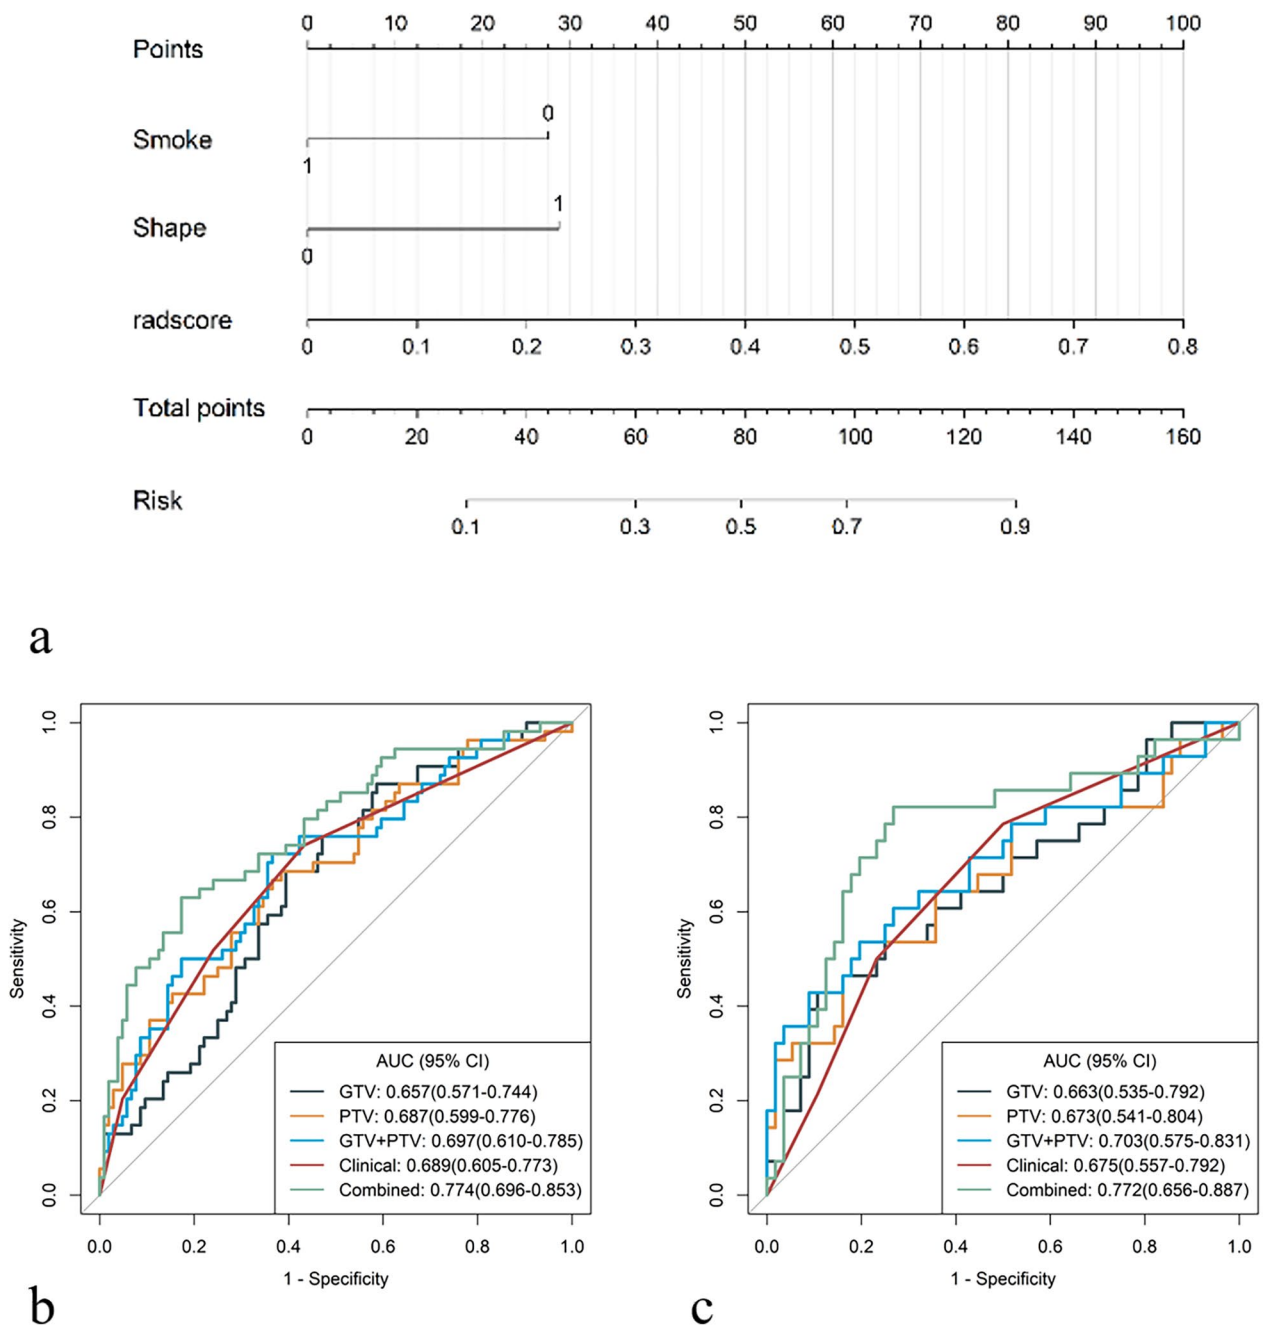 0 10 20 30 40 50 60 70 80 90 100
Points
0
Smoke
1
1
Shape
0
radscore
0 0.1 0.2 0.3 0.4 0.5 0.6 0.7 0.8
Total points
0 20 40 60 80 100 120 140 160
Risk
0.1 0.3 0.5 0.7 0.9
a
1.0
0.8
0.6
0.4
0.2
0.0
Sensitivity
AUC (95% CI)
GTV: 0.657(0.571-0.744)
PTV: 0.687(0.599-0.776)
GTV+PTV: 0.697(0.610-0.785)
Clinical: 0.689(0.605-0.773)
Combined: 0.774(0.696-0.853)
0.0 0.2 0.4 0.6 0.8 1.0
1 - Specificity
b
1.0
0.8
0.6
0.4
0.2
0.0
Sensitivity
AUC (95% CI)
GTV: 0.663(0.535-0.792)
PTV: 0.673(0.541-0.804)
GTV+PTV: 0.703(0.575-0.831)
Clinical: 0.675(0.557-0.792)
Combined: 0.772(0.656-0.887)
0.0 0.2 0.4 0.6 0.8 1.0
1 - Specificity
c